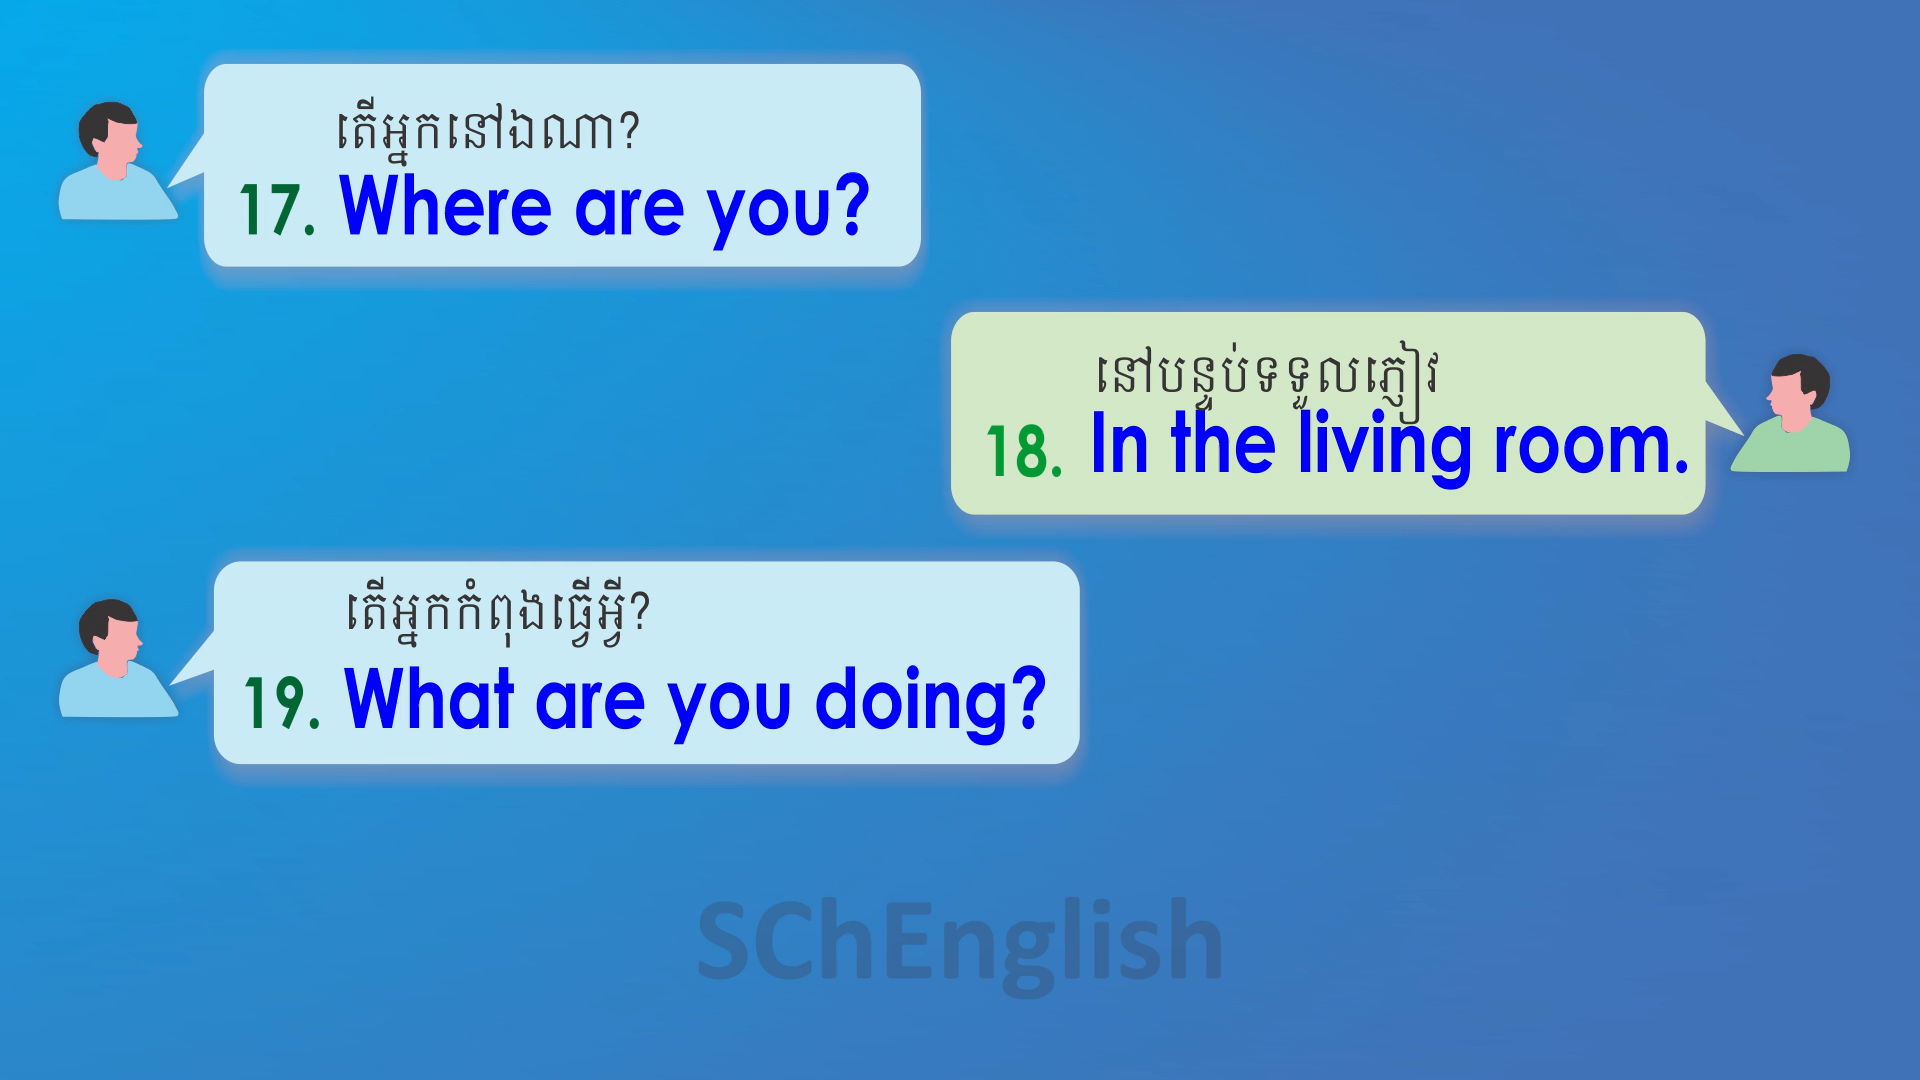 តើអ្នកនៅឯណា?
17. Where are you?
នៅបន្ទប់ទទួលភ្ញៀវ
18. In the living room.
តើអ្នកកំពុងធ្វើអ្វី?
19. What are you doing?
SChEnglish